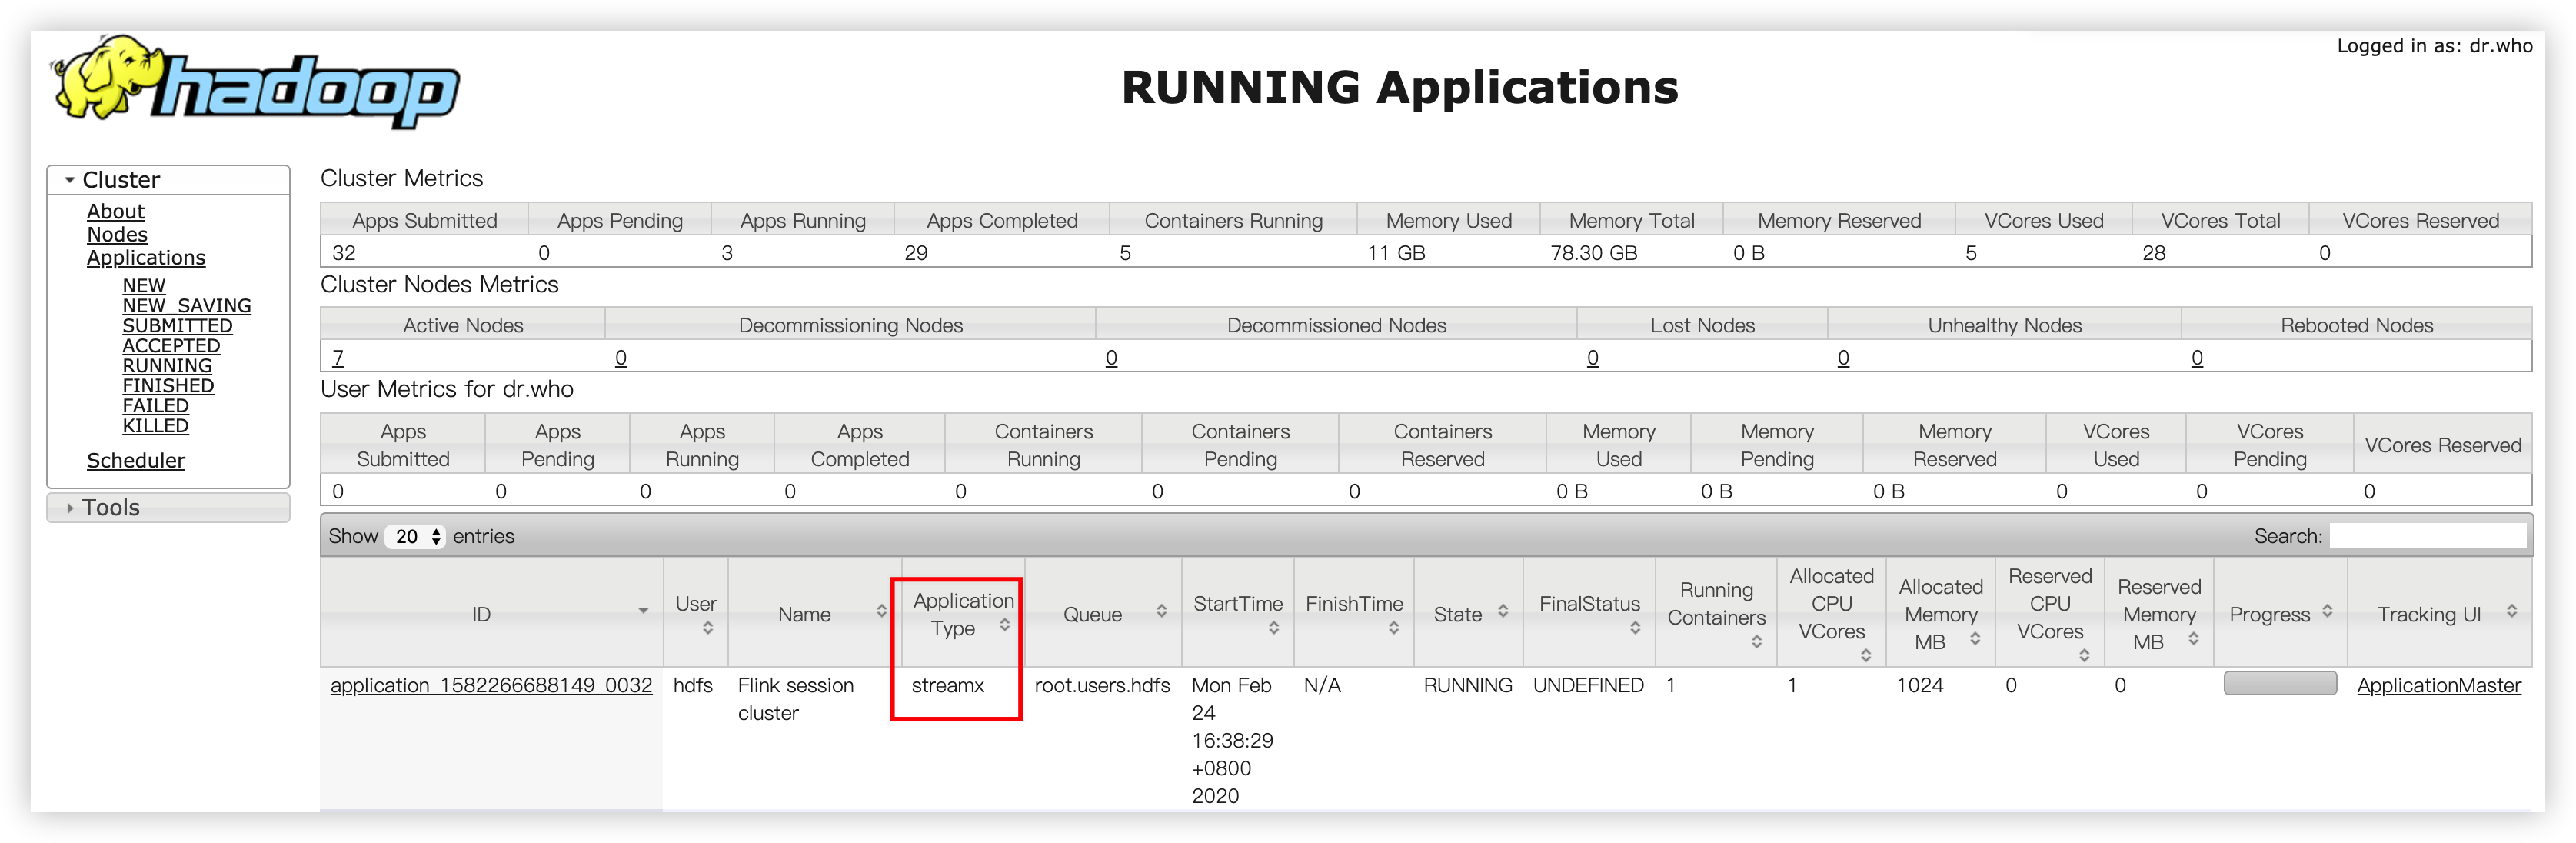 hadoop
Logged in as: dr.who
RUNNING Applications
Cluster
About
Nodes
Applications
NEW
NEW_SAVING
SUBMITTED
ACCEPTED
RUNNING
FINISHED
FAILED
KILLED
Scheduler
Tools
Cluster Metrics
Apps Submitted Apps Pending Apps Running Apps Completed Containers Running Memory Used Memory Total Memory Reserved VCores Used VCores Total VCores Reserved
32 0 3 29 5 11 GB 78.30 GB 0 B 5 28 0
Cluster Nodes Metrics
Active Nodes Decommissioning Nodes Decommissioned Nodes Lost Nodes Unhealthy Nodes Rebooted Nodes
7 0 0 0 0 0
User Metrics for dr.who
Apps Submitted Apps Pending Apps Running Apps Completed Containers Running Containers Pending Containers Reserved Memory Used Memory Pending Memory Reserved VCores Used VCores Pending VCores Reserved
0 0 0 0 0 0 0 0 B 0 B 0 B 0 0 0
Show 20 entries Search:
ID User Name Application Type Queue StartTime FinishTime State FinalStatus Running Containers Allocated CPU VCores Allocated Memory MB Reserved CPU VCores Reserved Memory MB Progress Tracking UI
application_1582266688149_0032 hdfs Flink session cluster streamx root.users.hdfs Mon Feb 24 16:38:29 +0800 2020 N/A RUNNING UNDEFINED 1 1 1024 0 0 ApplicationMaster